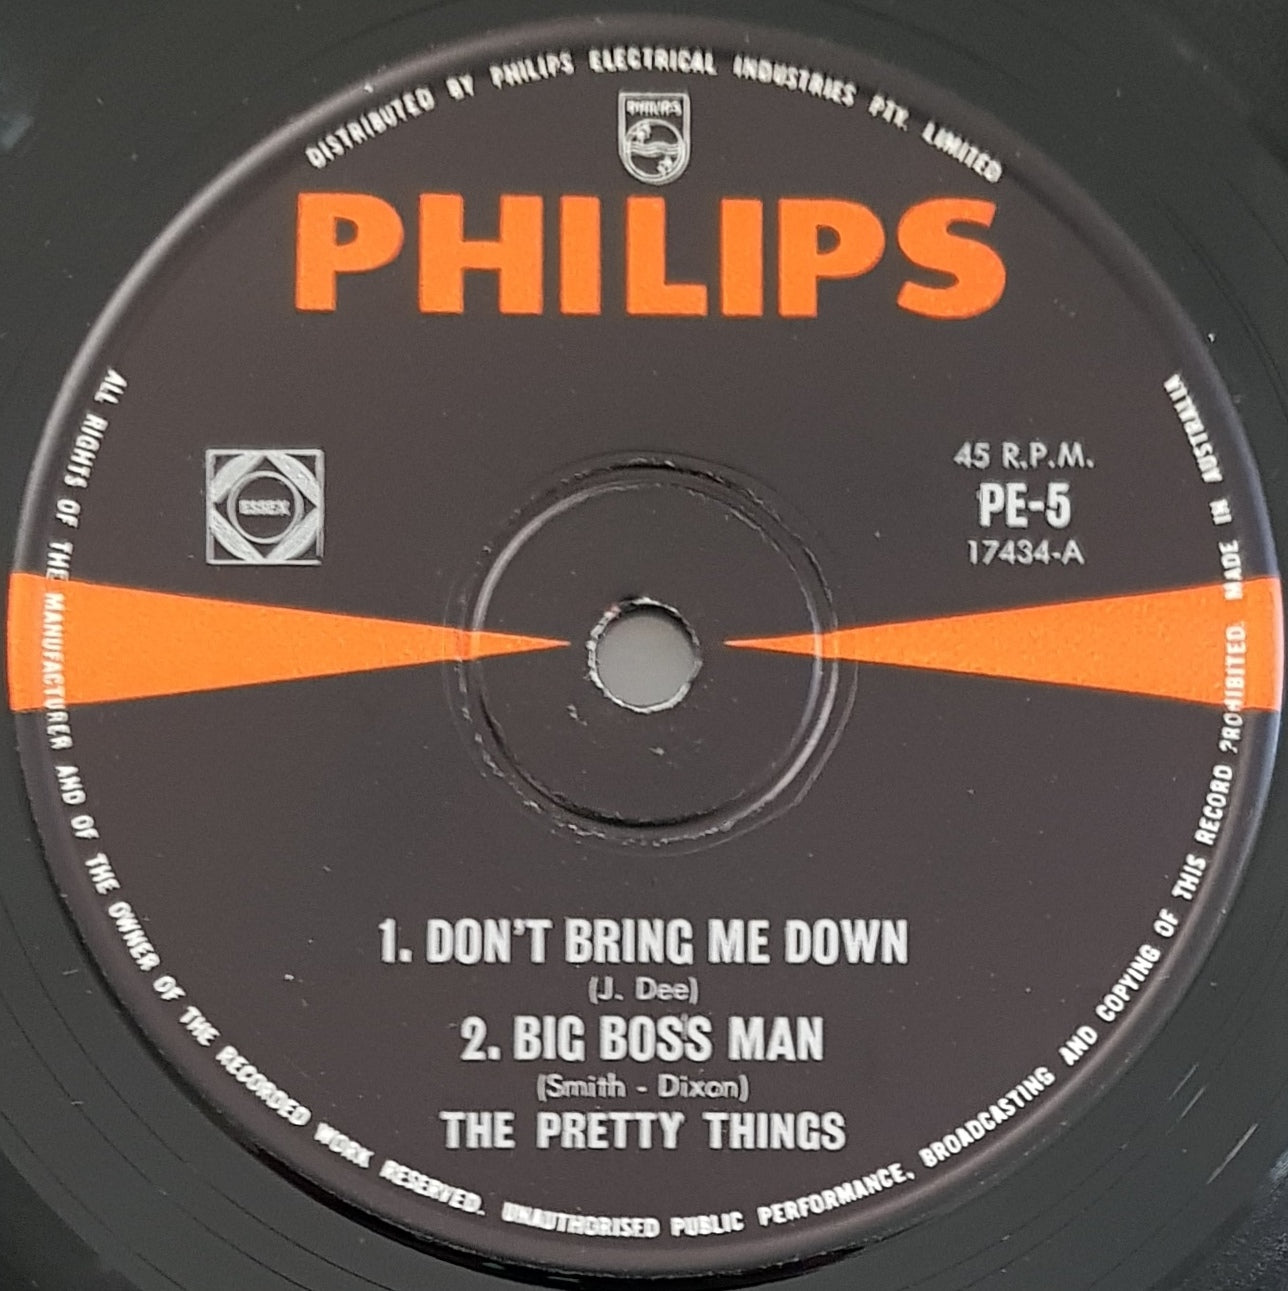 DISTRIBUTED BY PHILIPS ELECTRICAL INDUSTRIES PTY. LIMITED
PHILIPS
PHILIPS
ESSEX
45 R.P.M.
PE-5
17434-A
1. DON'T BRING ME DOWN
(J. Dee)
2. BIG BOSS MAN
(Smith - Dixon)
THE PRETTY THINGS
ALL RIGHTS OF THE MANUFACTURER AND OF THE OWNER OF THE RECORDED WORK RESERVED. UNAUTHORISED PUBLIC PERFORMANCE, BROADCASTING AND COPYING OF THIS RECORD PROHIBITED. MADE IN AUSTRALIA